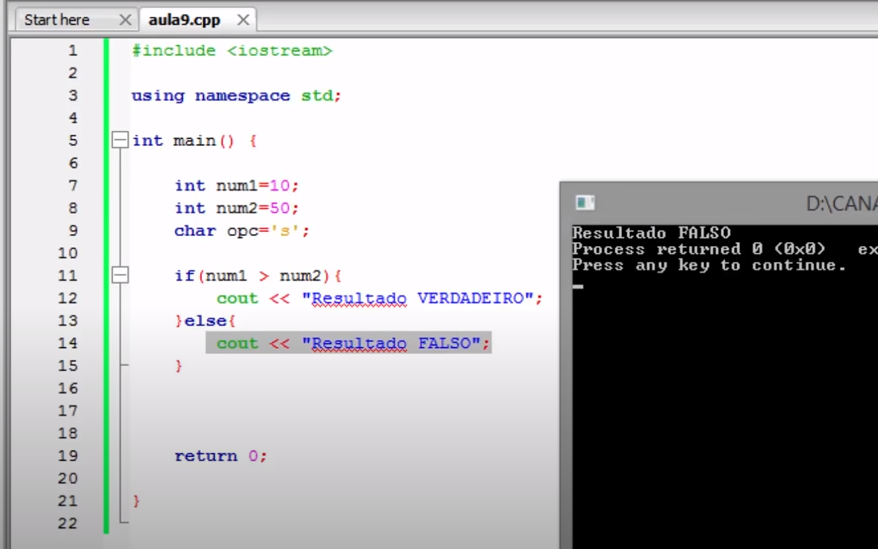 Start here aula9.cpp
1 #include <iostream>
2
3 using namespace std;
4
5 int main() {
6
7 int num1=10;
8 int num2=50;
9 char opc='s';
10
11 if(num1 > num2){
12 cout << "Resultado VERDADEIRO";
13 }else{
14 cout << "Resultado FALSO";
15 }
16
17
18
19 return 0;
20
21 }
22
D:\CANA
Resultado FALSO
Process returned 0 (0x0) ex
Press any key to continue.